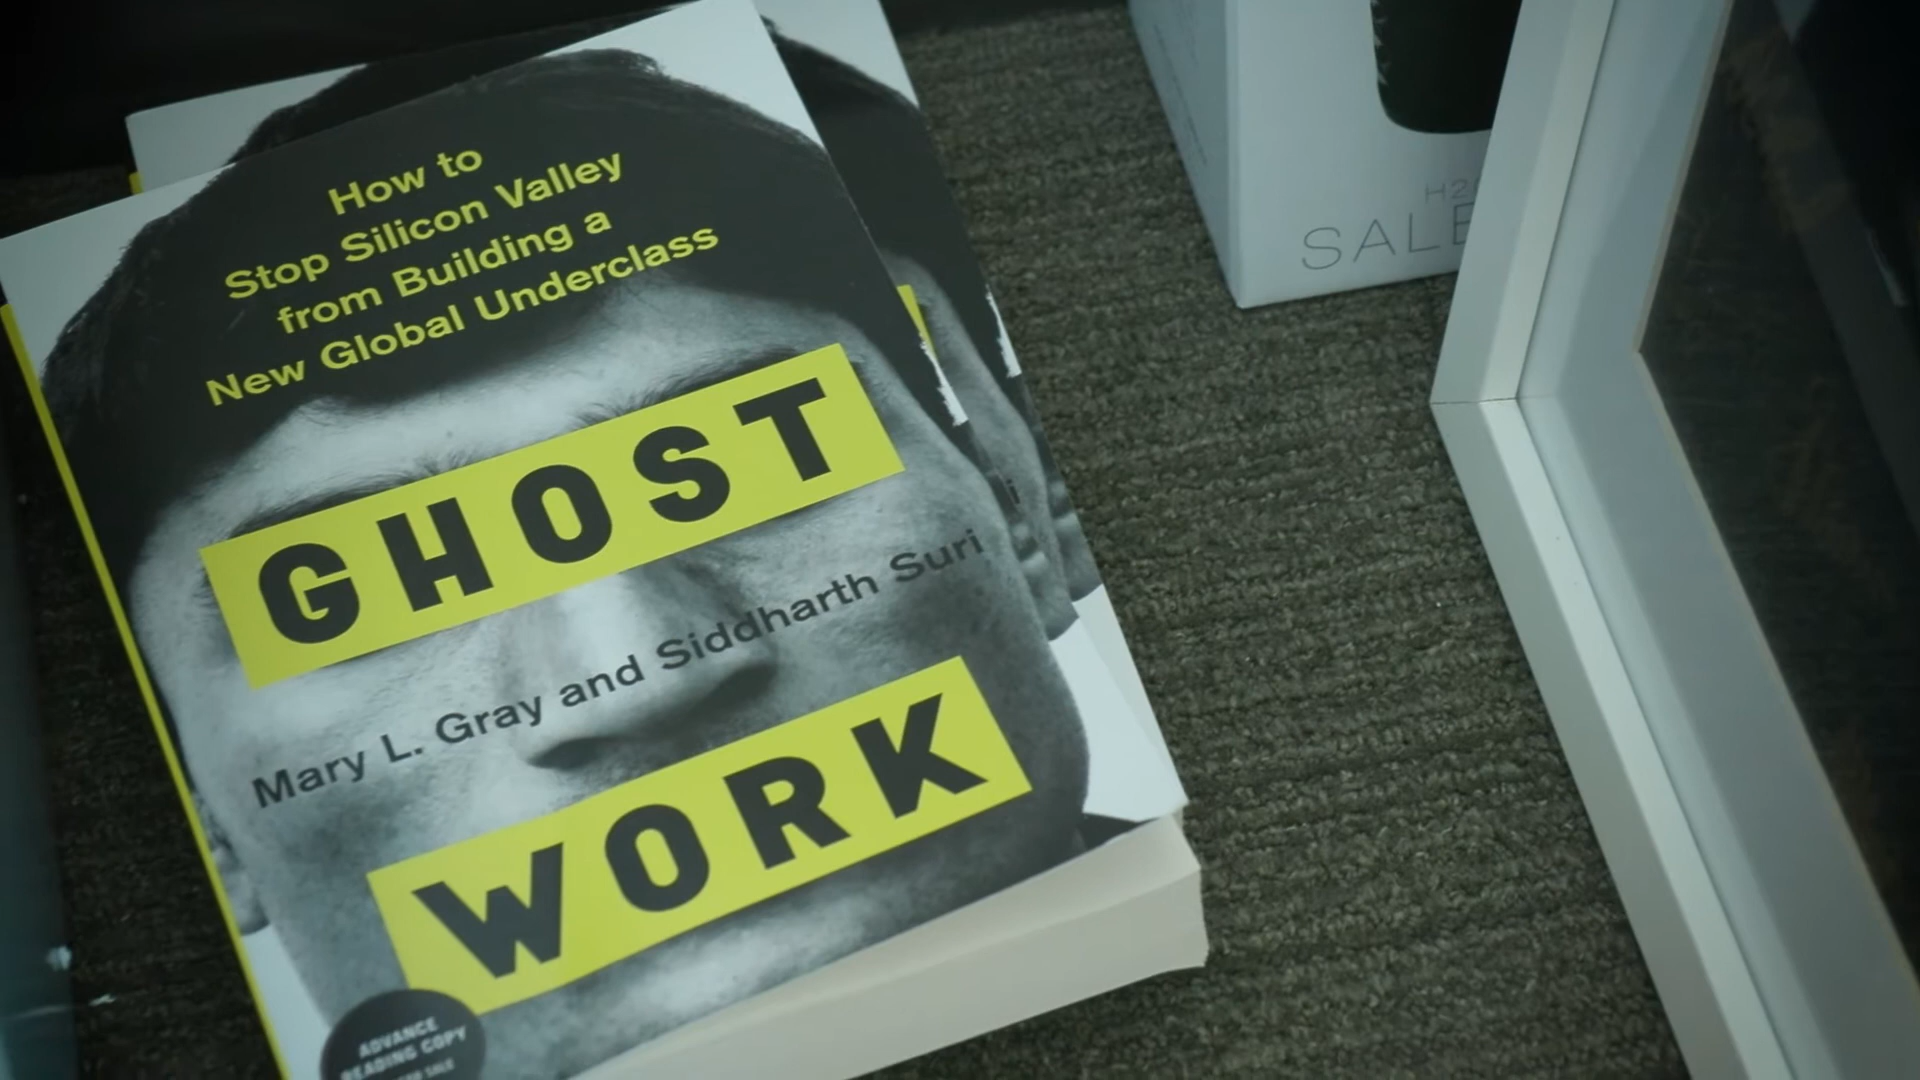 How to
Stop Silicon Valley
from Building a
New Global Underclass
GHOST
Mary L. Gray and Siddharth Suri
WORK
ADVANCE
READING COPY
SALE